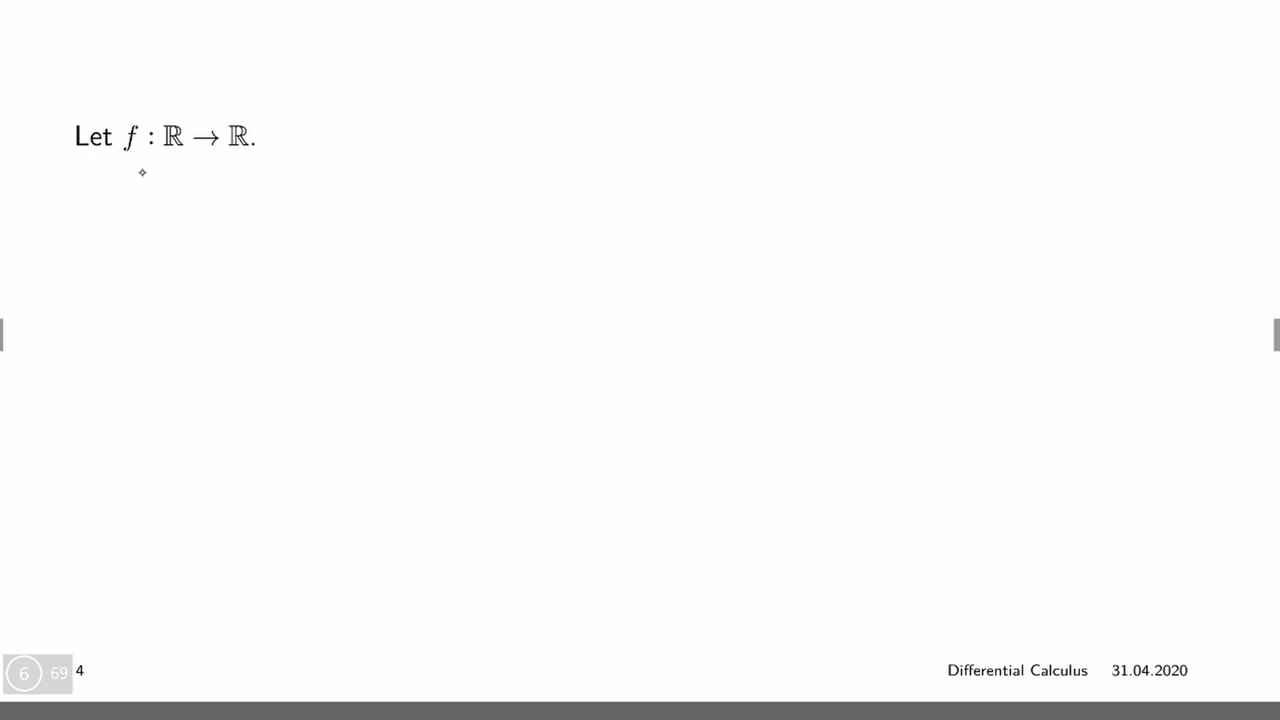 Let f : ℝ → ℝ.
6 69 4
Differential Calculus 31.04.2020